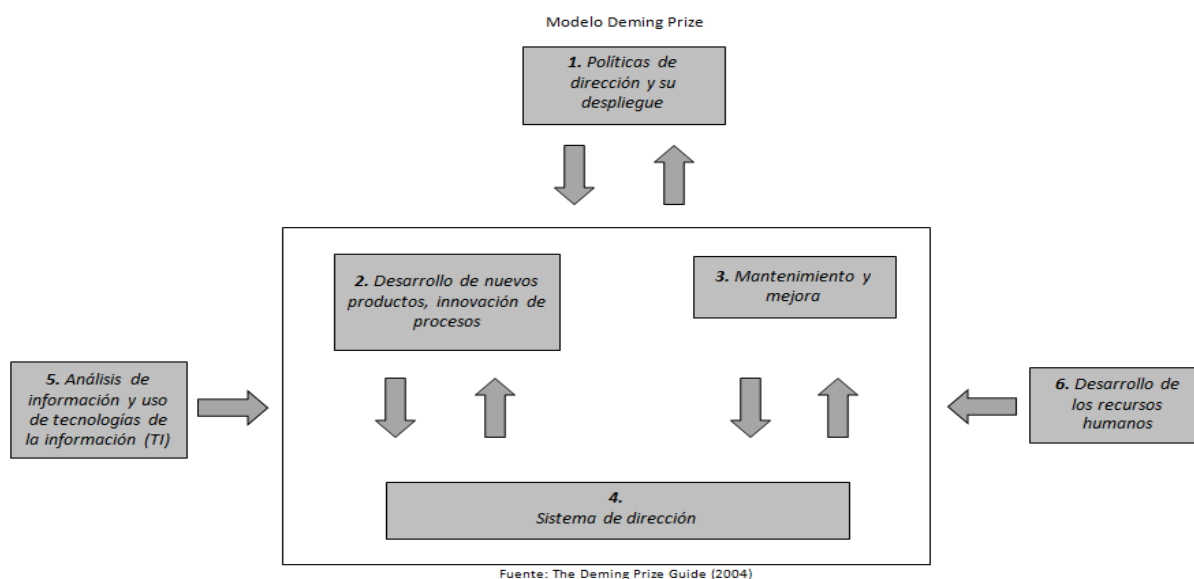 Modelo Deming Prize
1. Políticas de
dirección y su
despliegue
2. Desarrollo de nuevos
productos, innovación de
procesos
3. Mantenimiento y
mejora
5. Análisis de
información y uso
de tecnologías de
la información (TI)
6. Desarrollo de
los recursos
humanos
4.
Sistema de dirección
Fuente: The Deming Prize Guide (2004)